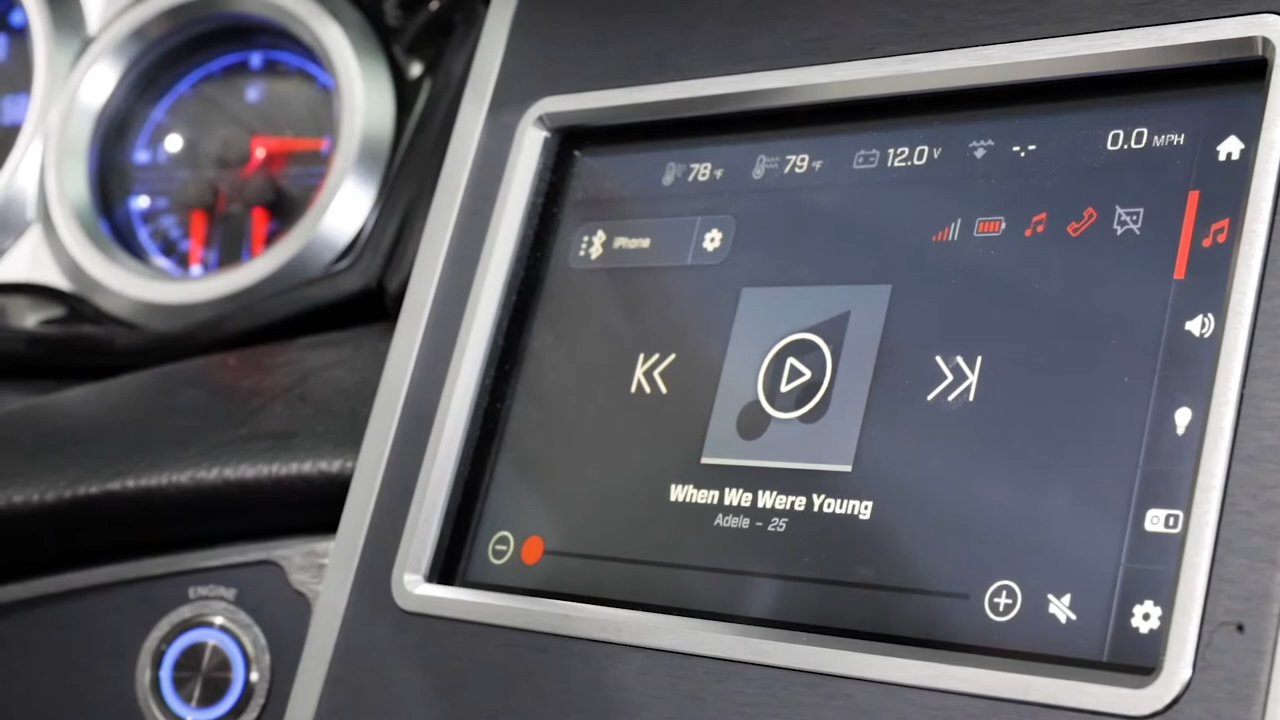 78 °F 79 °F 12.0 V -.- 0.0 MPH
iPhone
When We Were Young
Adele - 25
ENGINE